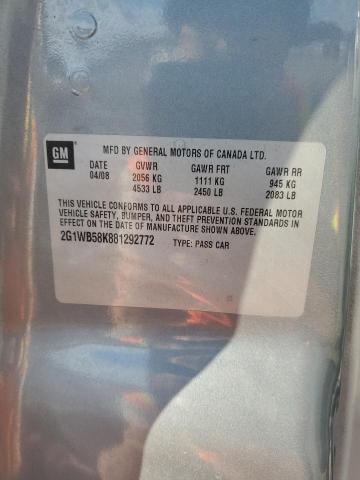 GM
MFD BY GENERAL MOTORS OF CANADA LTD.
DATE GVWR GAWR FRT GAWR RR
04/08 2056 KG 1111 KG 945 KG
4533 LB 2450 LB 2083 LB
THIS VEHICLE CONFORMS TO ALL APPLICABLE U.S. FEDERAL MOTOR
VEHICLE SAFETY, BUMPER, AND THEFT PREVENTION STANDARDS IN
EFFECT ON THE DATE OF MANUFACTURE SHOWN ABOVE.
2G1WB58K881292772 TYPE: PASS CAR